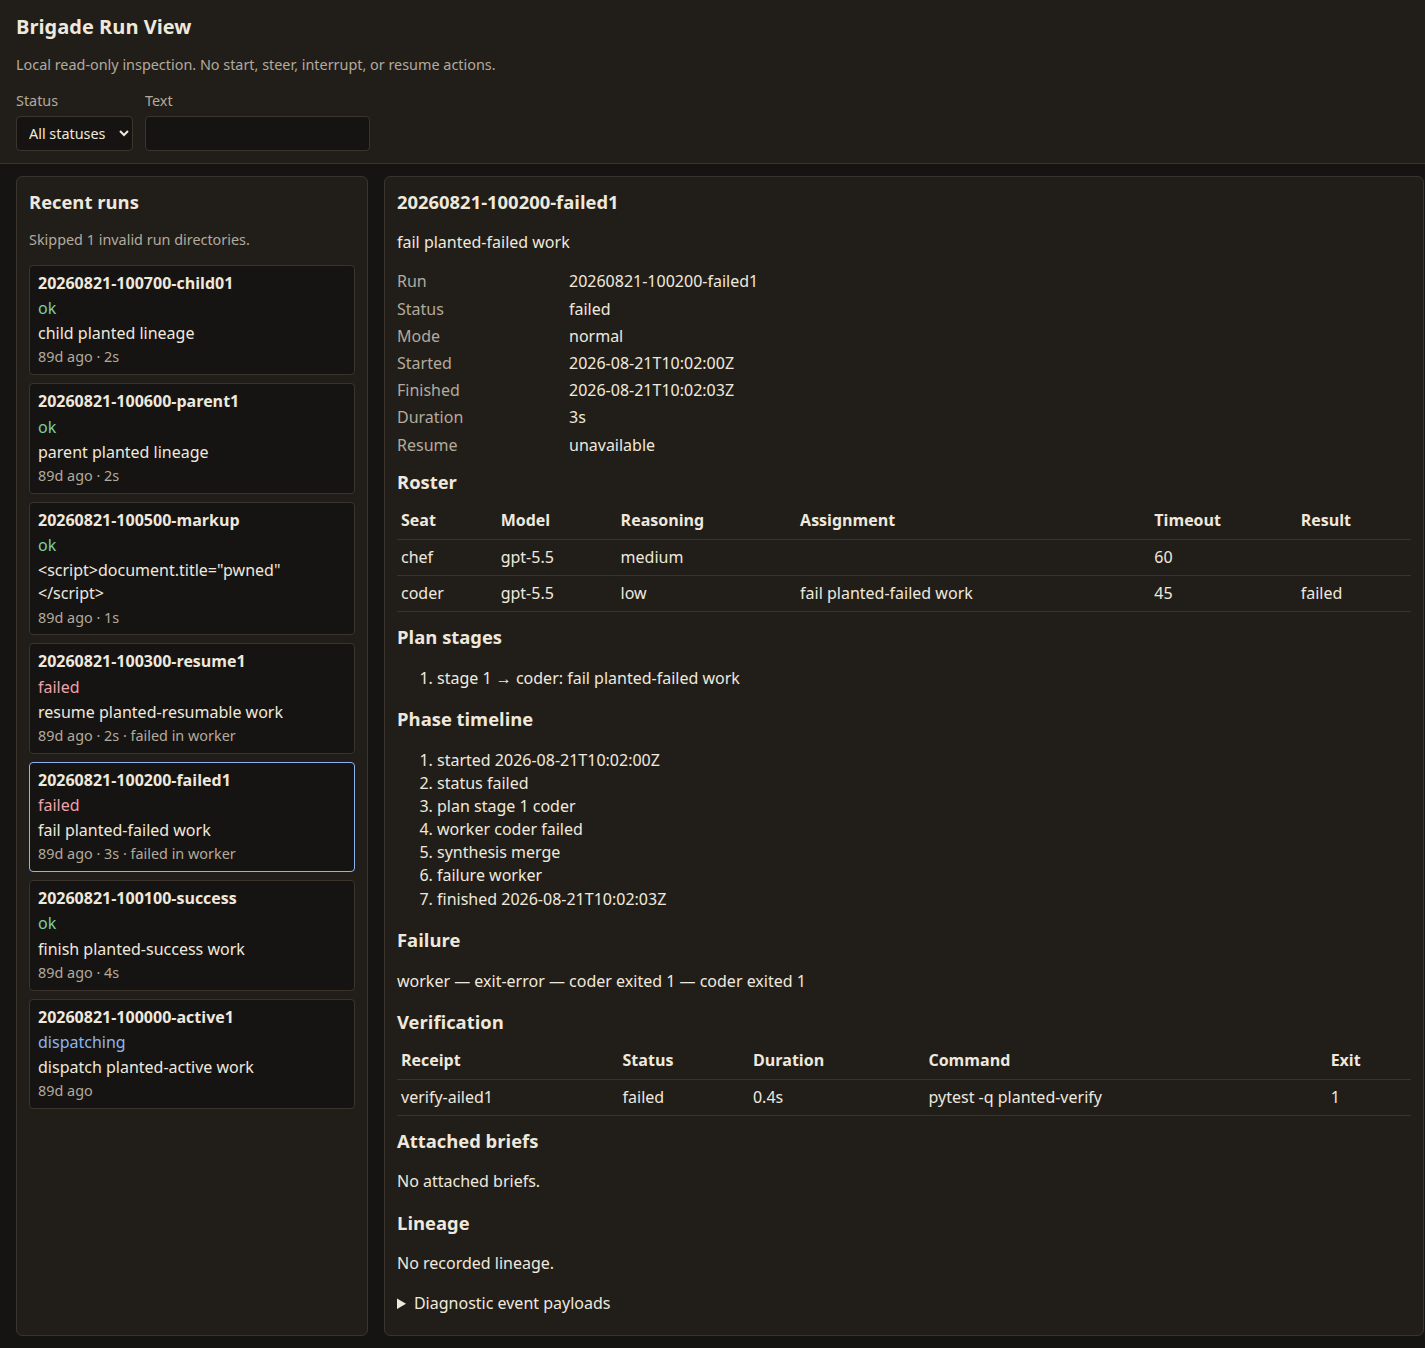 Brigade Run View
Local read-only inspection. No start, steer, interrupt, or resume actions.
Status Text
All statuses
Recent runs
Skipped 1 invalid run directories.
20260821-100700-child01
ok
child planted lineage
89d ago · 2s
20260821-100600-parent1
ok
parent planted lineage
89d ago · 2s
20260821-100500-markup
ok
<script>document.title="pwned"
</script>
89d ago · 1s
20260821-100300-resume1
failed
resume planted-resumable work
89d ago · 2s · failed in worker
20260821-100200-failed1
failed
fail planted-failed work
89d ago · 3s · failed in worker
20260821-100100-success
ok
finish planted-success work
89d ago · 4s
20260821-100000-active1
dispatching
dispatch planted-active work
89d ago
20260821-100200-failed1
fail planted-failed work
Run 20260821-100200-failed1
Status failed
Mode normal
Started 2026-08-21T10:02:00Z
Finished 2026-08-21T10:02:03Z
Duration 3s
Resume unavailable
Roster
Seat Model Reasoning Assignment Timeout Result
chef gpt-5.5 medium 60
coder gpt-5.5 low fail planted-failed work 45 failed
Plan stages
1. stage 1 → coder: fail planted-failed work
Phase timeline
1. started 2026-08-21T10:02:00Z
2. status failed
3. plan stage 1 coder
4. worker coder failed
5. synthesis merge
6. failure worker
7. finished 2026-08-21T10:02:03Z
Failure
worker — exit-error — coder exited 1 — coder exited 1
Verification
Receipt Status Duration Command Exit
verify-ailed1 failed 0.4s pytest -q planted-verify 1
Attached briefs
No attached briefs.
Lineage
No recorded lineage.
▶ Diagnostic event payloads